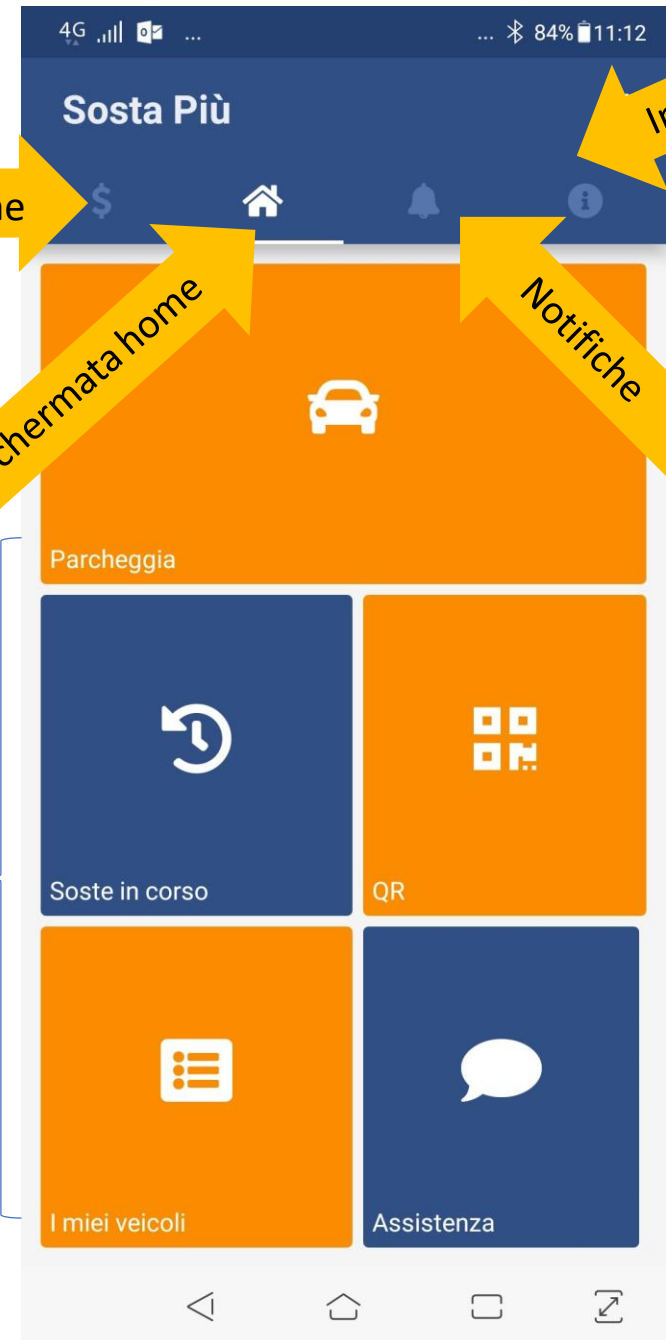 4G ... ... 84% 11:12
Sosta Più
$
Notifiche
Parcheggia
Soste in corso
QR
I miei veicoli
Assistenza